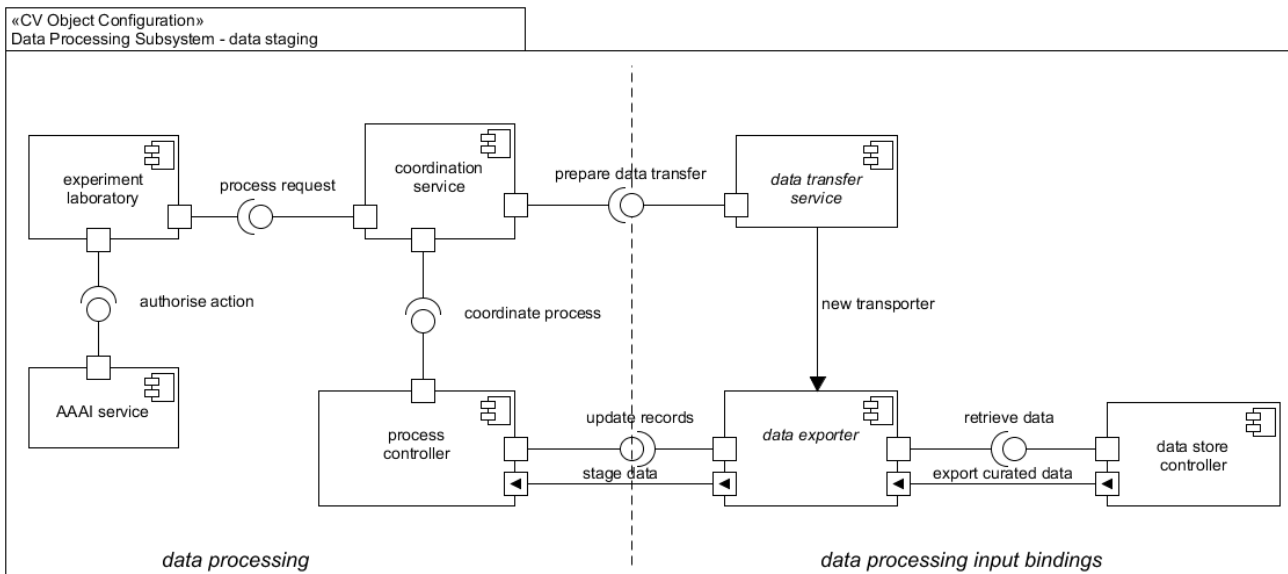 «CV Object Configuration»
Data Processing Subsystem - data staging
experiment
laboratory
process request
coordination
service
prepare data transfer
data transfer
service
authorise action
coordinate process
new transporter
AAAI service
process
controller
update records
stage data
data exporter
retrieve data
export curated data
data store
controller
data processing
data processing input bindings